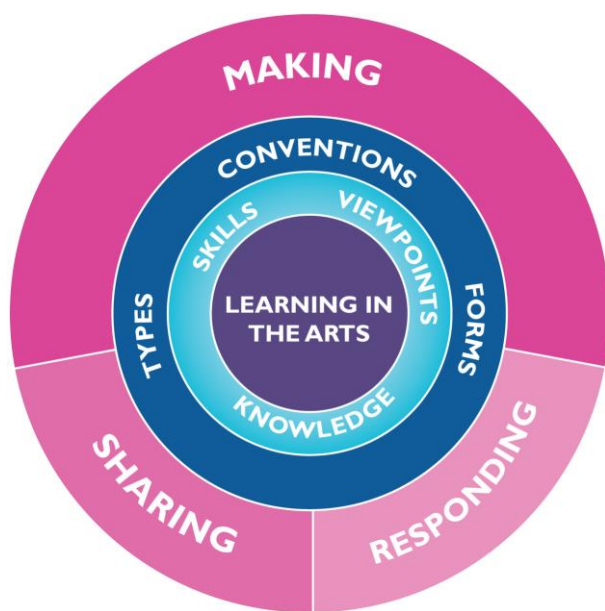 MAKING
CONVENTIONS
SKILLS
VIEWPOINTS
TYPES
LEARNING IN
THE ARTS
FORMS
KNOWLEDGE
SHARING
RESPONDING